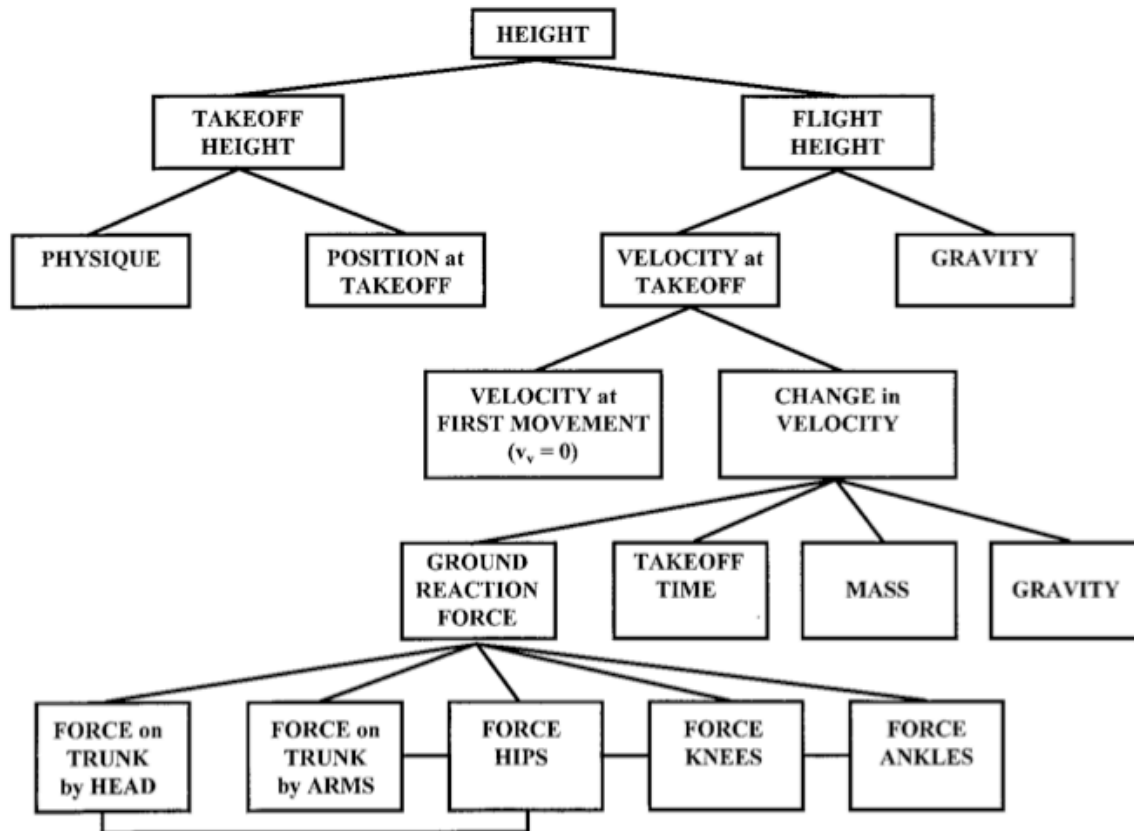 HEIGHT
TAKEOFF
HEIGHT
FLIGHT
HEIGHT
PHYSIQUE
POSITION at
TAKEOFF
VELOCITY at
TAKEOFF
GRAVITY
VELOCITY at
FIRST MOVEMENT
(vᵥ = 0)
CHANGE in
VELOCITY
GROUND
REACTION
FORCE
TAKEOFF
TIME
MASS
GRAVITY
FORCE on
TRUNK
by HEAD
FORCE on
TRUNK
by ARMS
FORCE
HIPS
FORCE
KNEES
FORCE
ANKLES